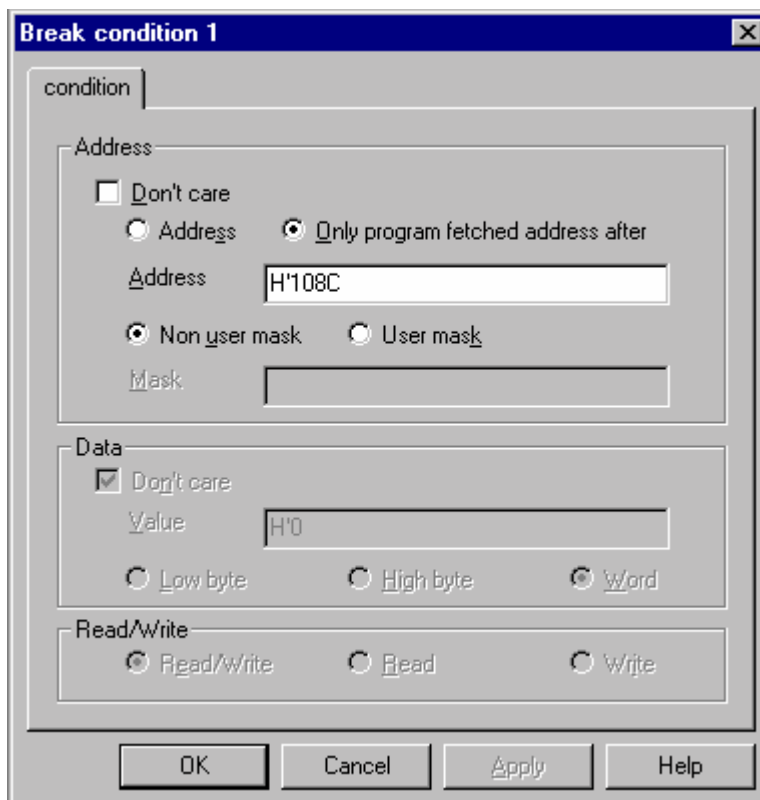 Break condition 1
condition
Address
Don't care
Address Only program fetched address after
Address H'108C
Non user mask User mask
Mask
Data
Don't care
Value H'0
Low byte High byte Word
Read/Write
Read/Write Read Write
OK Cancel Apply Help